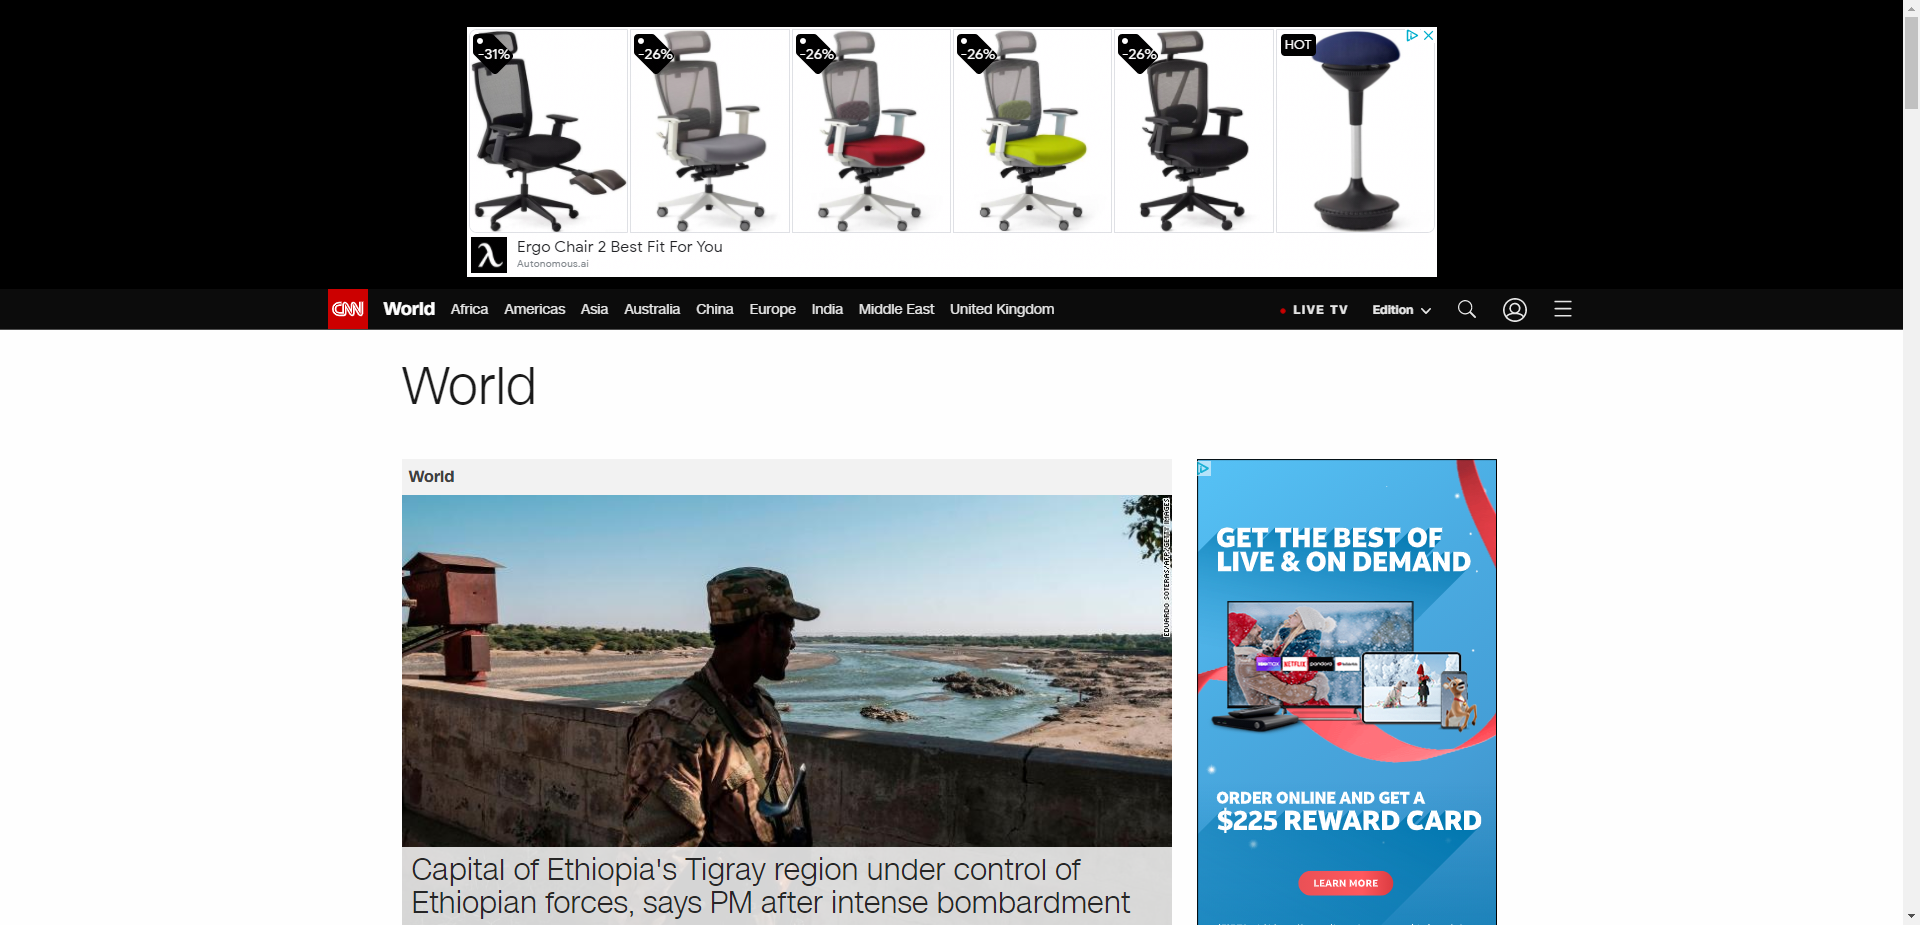 -31%
-26%
-26%
-26%
-26%
HOT
Ergo Chair 2 Best Fit For You
Autonomous.ai
CNN World Africa Americas Asia Australia China Europe India Middle East United Kingdom LIVE TV Edition
World
World
EDUARDO SOTERAS/AFP/GETTY IMAGES
Capital of Ethiopia's Tigray region under control of
Ethiopian forces, says PM after intense bombardment
GET THE BEST OF
LIVE & ON DEMAND
HBOmax NETFLIX pandora
ORDER ONLINE AND GET A
$225 REWARD CARD
LEARN MORE